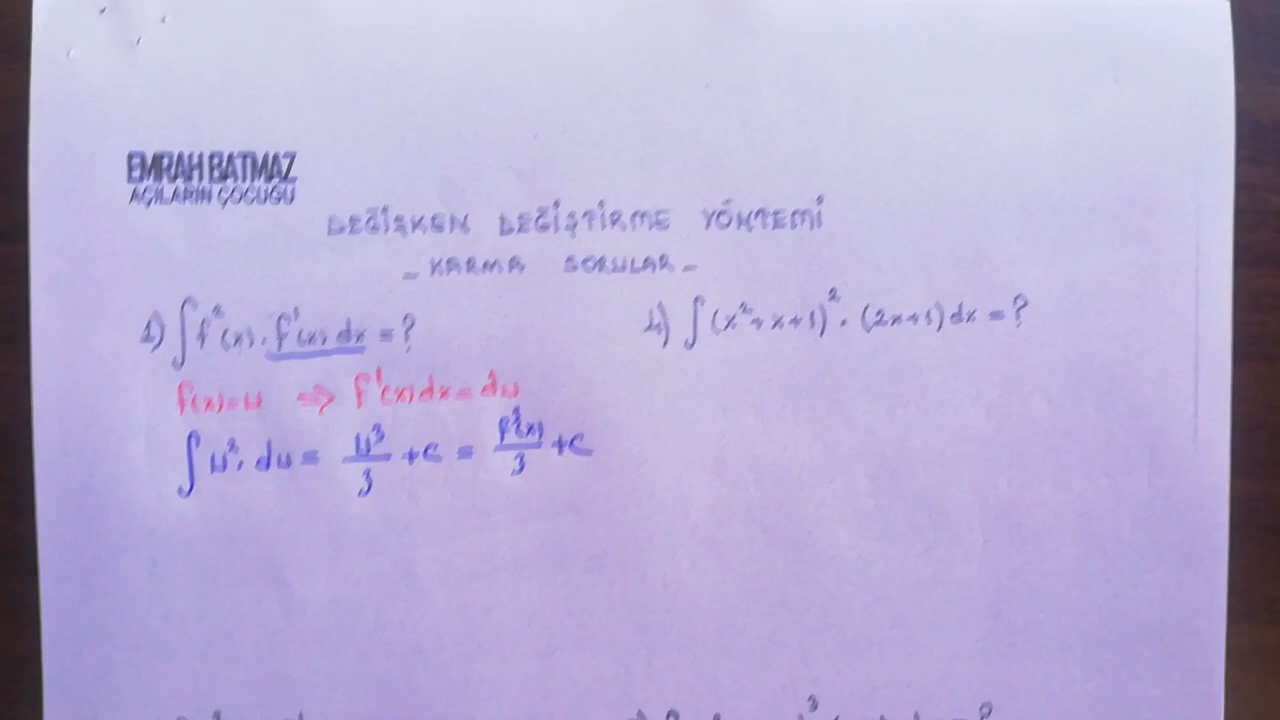 EMRAH BATMAZ
AÇILARIN ÇOCUĞU
DEĞİŞKEN DEĞİŞTİRME YÖNTEMİ
- KARMA SORULAR -
1) ∫ f²(x) . f'(x) dx = ?
f(x) = u ⇒ f'(x) dx = du
∫ u² . du = u³/3 + c = f³(x)/3 + c
4) ∫ (x² + x + 1)² . (2x + 1) dx = ?